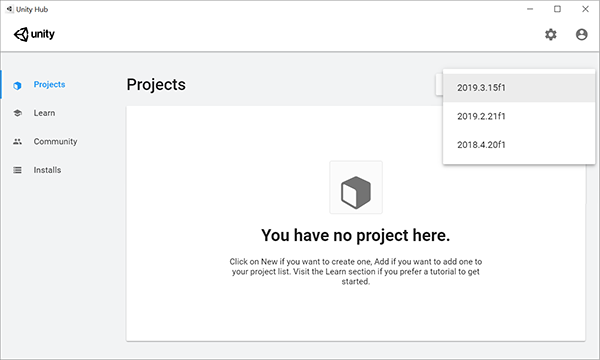 Unity Hub
unity
Projects
Learn
Community
Installs
Projects
2019.3.15f1
2019.2.21f1
2018.4.20f1
You have no project here.
Click on New if you want to create one, Add if you want to add one to
your project list. Visit the Learn section if you prefer a tutorial to get
started.